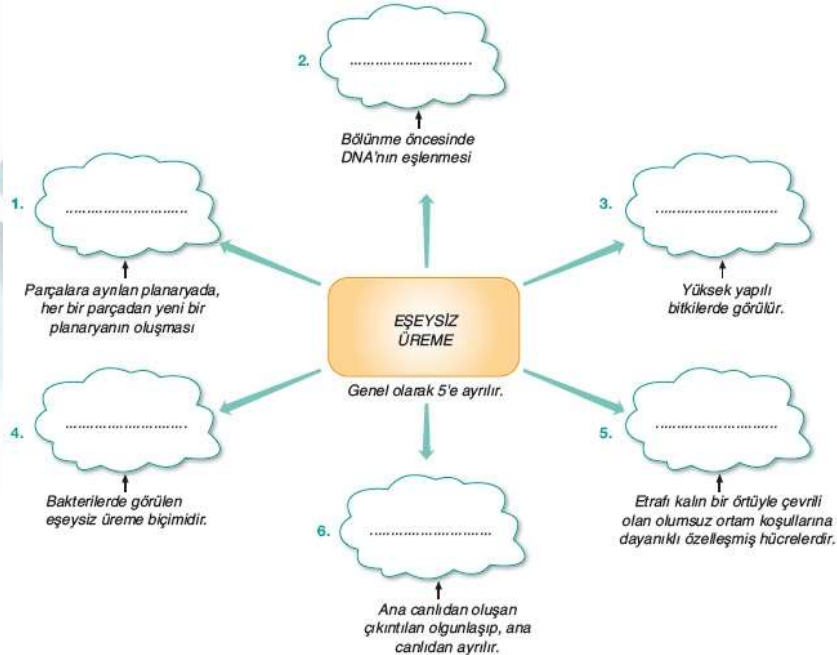 2.
..............................
Bölünme öncesinde
DNA'nın eşlenmesi
1.
..............................
Parçalara ayrılan planaryada,
her bir parçadan yeni bir
planaryanın oluşması
3.
..............................
Yüksek yapılı
bitkilerde görülür.
EŞEYSİZ
ÜREME
Genel olarak 5'e ayrılır.
4.
..............................
Bakterilerde görülen
eşeysiz üreme biçimidir.
5.
..............................
Etrafı kalın bir örtüyle çevrili
olan olumsuz ortam koşullarına
dayanıklı özelleşmiş hücrelerdir.
6.
..............................
Ana canlıdan oluşan
çıkıntıları olgunlaşıp, ana
canlıdan ayrılır.